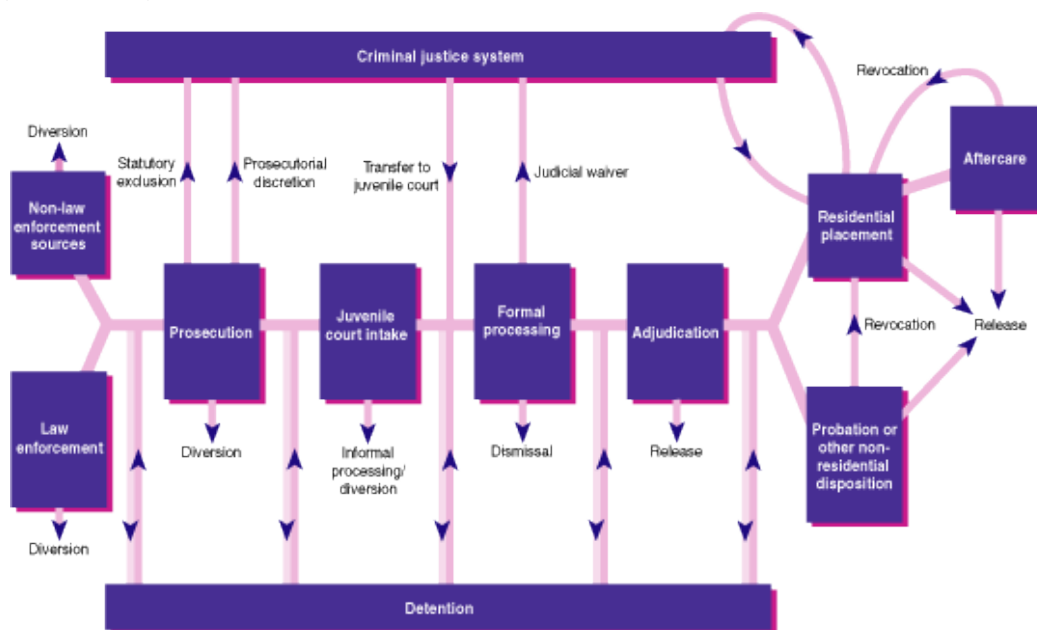 Criminal justice system
Revocation
Diversion
Aftercare
Statutory
exclusion
Prosecutorial
discretion
Transfer to
juvenile court
Judicial waiver
Non-law
enforcement
sources
Residential
placement
Prosecution
Juvenile
court intake
Formal
processing
Adjudication
Revocation
Release
Law
enforcement
Diversion
Informal
processing/
diversion
Dismissal
Release
Probation or
other non-
residential
disposition
Diversion
Detention